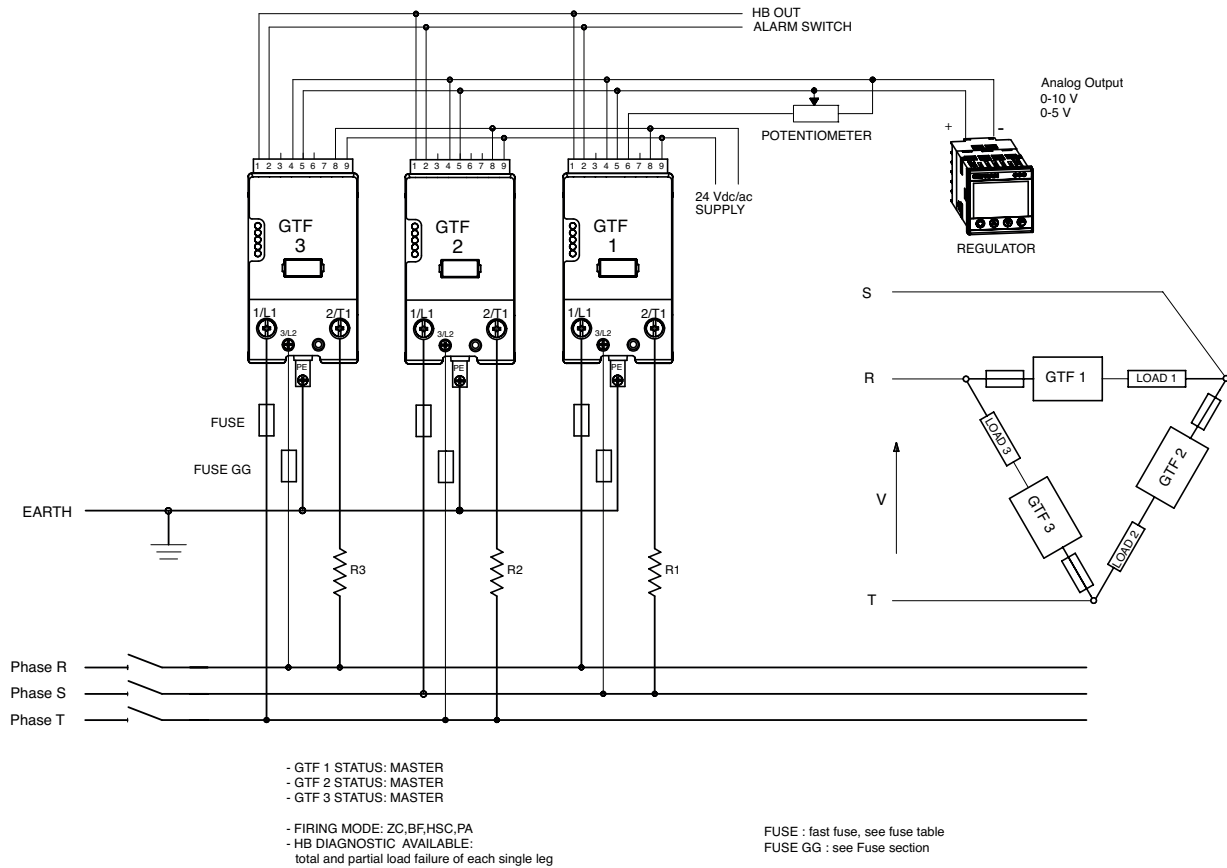 HB OUT
ALARM SWITCH
Analog Output
0-10 V
0-5 V
+ -
POTENTIOMETER
1 2 3 4 5 6 7 8 9
1 2 3 4 5 6 7 8 9
1 2 3 4 5 6 7 8 9
24 Vdc/ac
SUPPLY
REGULATOR
GTF
3
GTF
2
GTF
1
1/L1 3/L2 2/T1
1/L1 3/L2 2/T1
1/L1 3/L2 2/T1
PE
PE
PE
FUSE
FUSE GG
EARTH
R3
R2
R1
Phase R
Phase S
Phase T
S
R
GTF 1
LOAD 1
LOAD 3
GTF 2
V
GTF 3
LOAD 2
T
- GTF 1 STATUS: MASTER
- GTF 2 STATUS: MASTER
- GTF 3 STATUS: MASTER
- FIRING MODE: ZC,BF,HSC,PA
- HB DIAGNOSTIC AVAILABLE:
total and partial load failure of each single leg
FUSE : fast fuse, see fuse table
FUSE GG : see Fuse section